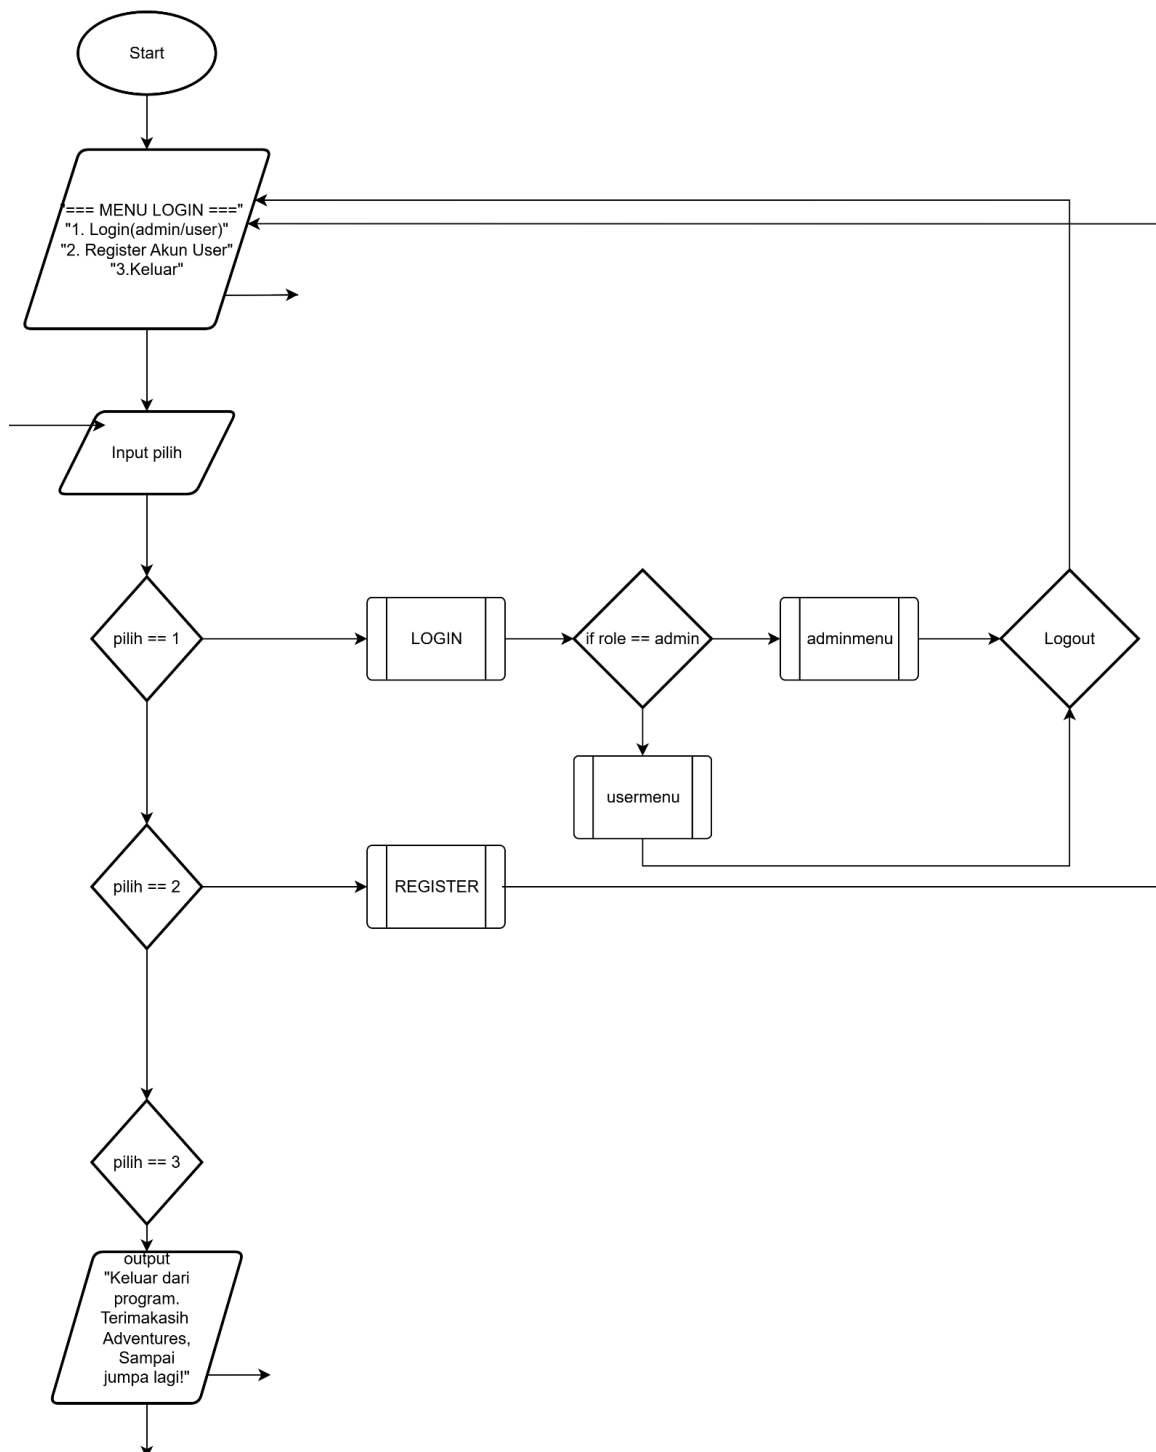 Start
"=== MENU LOGIN ==="
"1. Login(admin/user)"
"2. Register Akun User"
"3.Keluar"
Input pilih
pilih == 1
LOGIN
if role == admin
adminmenu
Logout
usermenu
pilih == 2
REGISTER
pilih == 3
output
"Keluar dari
program.
Terimakasih
Adventures,
Sampai
jumpa lagi!"